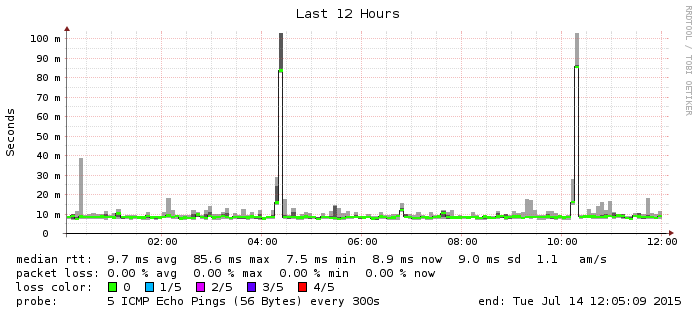 Last 12 Hours
RRDTOOL / TOBI OETIKER
Seconds
100 m
90 m
80 m
70 m
60 m
50 m
40 m
30 m
20 m
10 m
0
02:00 04:00 06:00 08:00 10:00 12:00
median rtt: 9.7 ms avg 85.6 ms max 7.5 ms min 8.9 ms now 9.0 ms sd 1.1 am/s
packet loss: 0.00 % avg 0.00 % max 0.00 % min 0.00 % now
loss color: 0 1/5 2/5 3/5 4/5
probe: 5 ICMP Echo Pings (56 Bytes) every 300s end: Tue Jul 14 12:05:09 2015